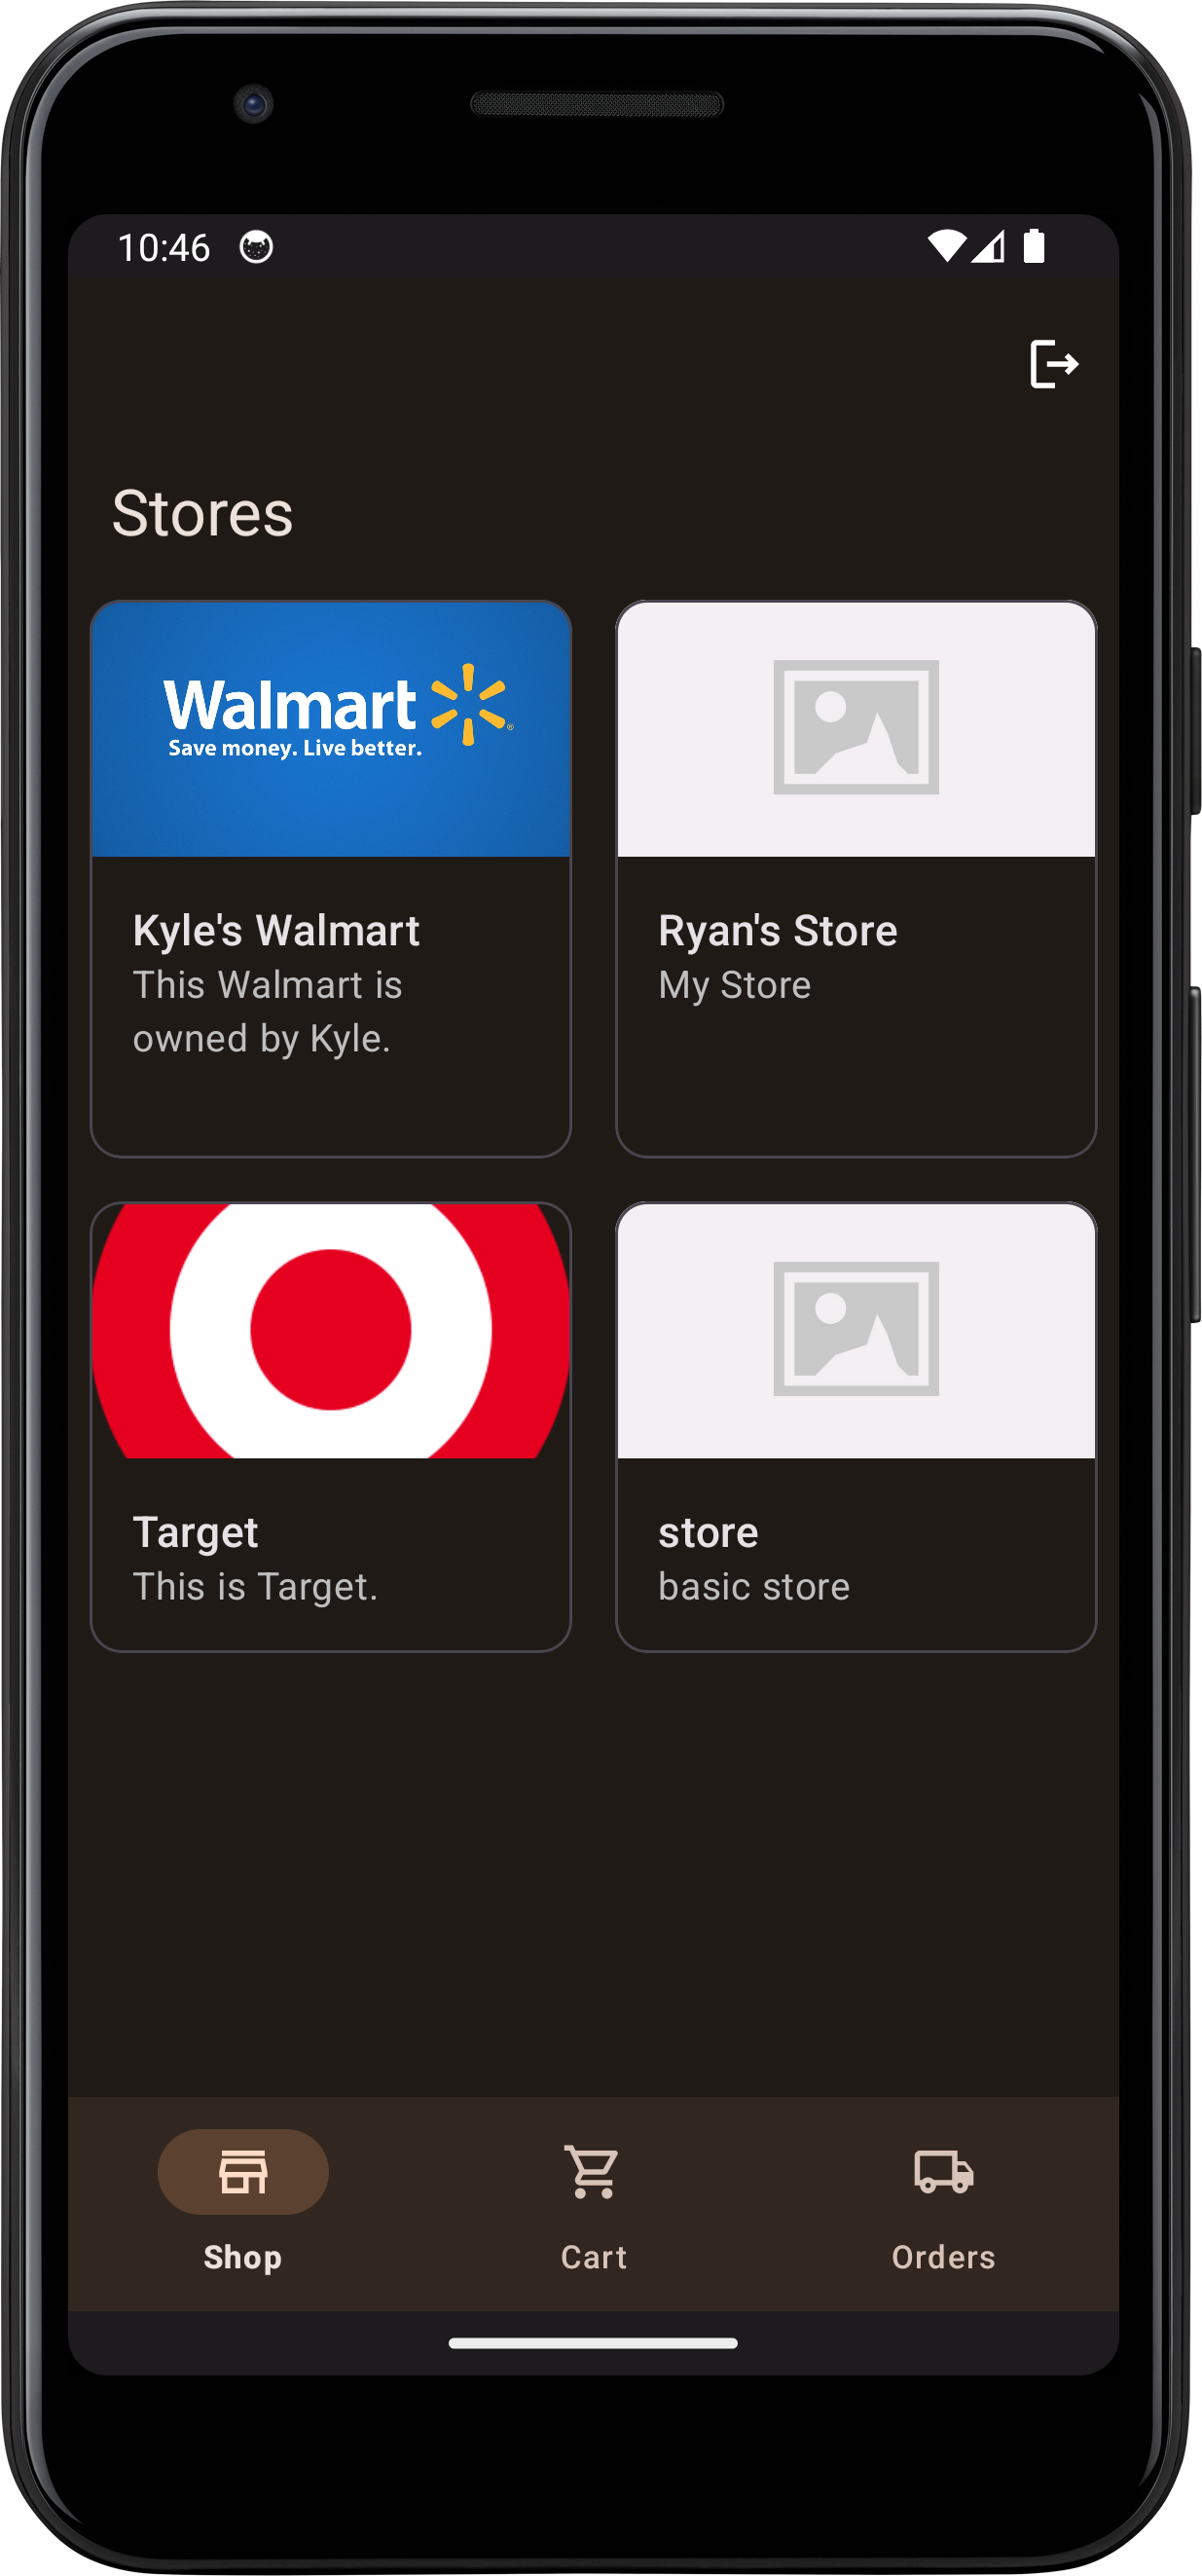 10:46
Stores
Walmart
Save money. Live better.
Kyle's Walmart
This Walmart is
owned by Kyle.
Ryan's Store
My Store
Target
This is Target.
store
basic store
Shop
Cart
Orders